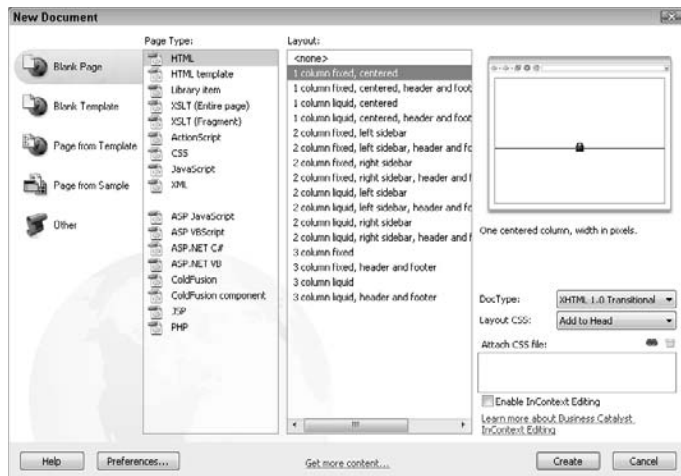 New Document
Blank Page
Blank Template
Page from Template
Page from Sample
Other
Page Type:
HTML
HTML template
Library item
XSLT (Entire page)
XSLT (Fragment)
ActionScript
CSS
JavaScript
XML
ASP JavaScript
ASP VBScript
ASP.NET C#
ASP.NET VB
ColdFusion
ColdFusion component
JSP
PHP
Layout:
<none>
1 column fixed, centered
1 column fixed, centered, header and foot
1 column liquid, centered
1 column liquid, centered, header and foot
2 column fixed, left sidebar
2 column fixed, left sidebar, header and fo
2 column fixed, right sidebar
2 column fixed, right sidebar, header and f
2 column liquid, left sidebar
2 column liquid, left sidebar, header and fo
2 column liquid, right sidebar
2 column liquid, right sidebar, header and f
3 column fixed
3 column fixed, header and footer
3 column liquid
3 column liquid, header and footer
One centered column, width in pixels.
DocType: XHTML 1.0 Transitional
Layout CSS: Add to Head
Attach CSS file:
Enable InContext Editing
Learn more about Business Catalyst
InContext Editing
Help Preferences... Get more content... Create Cancel